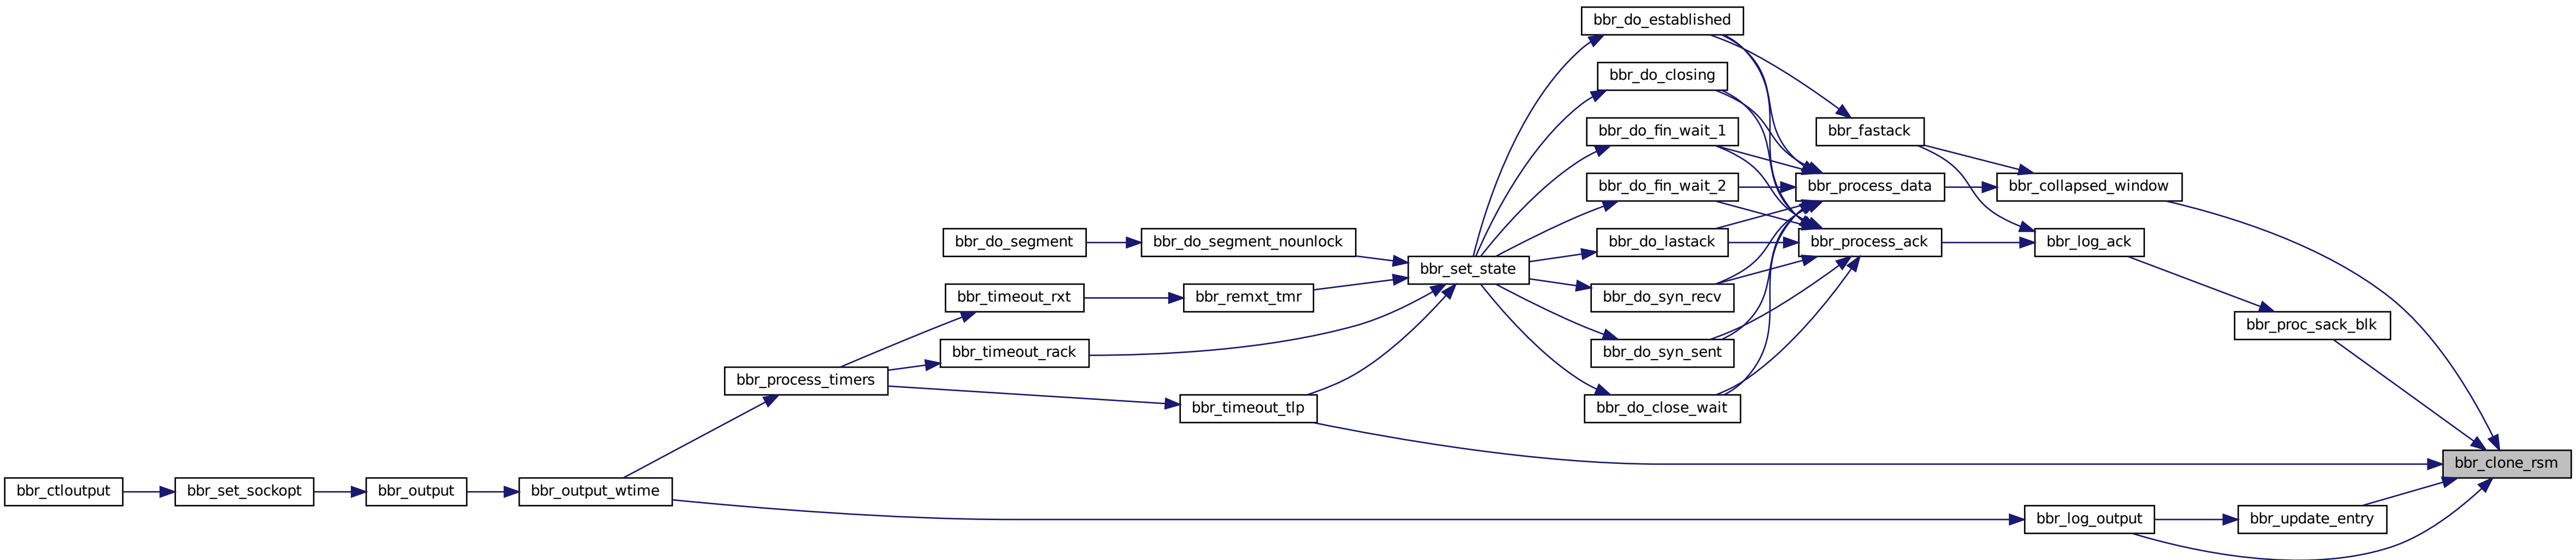 bbr_do_established
bbr_do_closing
bbr_do_fin_wait_1
bbr_fastack
bbr_do_fin_wait_2
bbr_process_data
bbr_collapsed_window
bbr_do_segment
bbr_do_segment_nounlock
bbr_do_lastack
bbr_process_ack
bbr_log_ack
bbr_set_state
bbr_timeout_rxt
bbr_remxt_tmr
bbr_do_syn_recv
bbr_proc_sack_blk
bbr_timeout_rack
bbr_do_syn_sent
bbr_process_timers
bbr_timeout_tlp
bbr_do_close_wait
bbr_clone_rsm
bbr_ctloutput
bbr_set_sockopt
bbr_output
bbr_output_wtime
bbr_log_output
bbr_update_entry